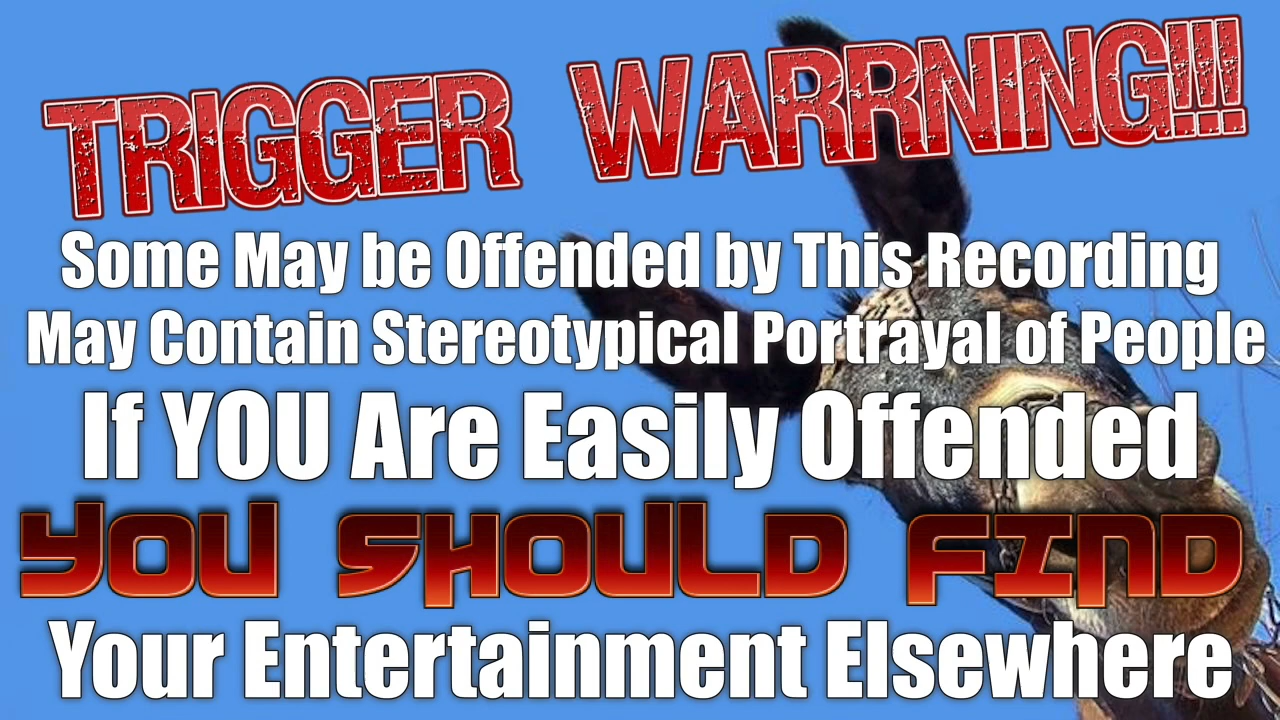 TRIGGER WARRNING!!!
Some May be Offended by This Recording
May Contain Stereotypical Portrayal of People
If YOU Are Easily Offended
YOU SHOULD FIND
Your Entertainment Elsewhere